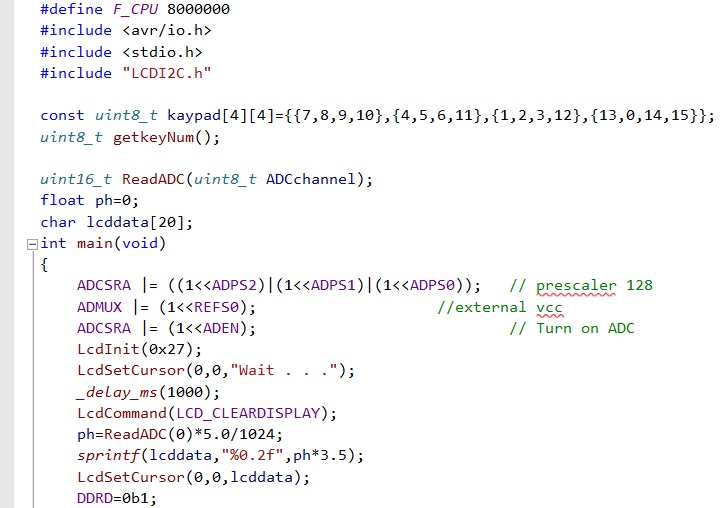 #define F_CPU 8000000
#include <avr/io.h>
#include <stdio.h>
#include "LCDI2C.h"
const uint8_t kaypad[4][4]={{7,8,9,10},{4,5,6,11},{1,2,3,12},{13,0,14,15}};
uint8_t getkeyNum();
uint16_t ReadADC(uint8_t ADCchannel);
float ph=0;
char lcddata[20];
int main(void)
{
ADCSRA |= ((1<<ADPS2)|(1<<ADPS1)|(1<<ADPS0)); // prescaler 128
ADMUX |= (1<<REFS0); //external vcc
ADCSRA |= (1<<ADEN); // Turn on ADC
LcdInit(0x27);
LcdSetCursor(0,0,"Wait . . .");
_delay_ms(1000);
LcdCommand(LCD_CLEARDISPLAY);
ph=ReadADC(0)*5.0/1024;
sprintf(lcddata,"%0.2f",ph*3.5);
LcdSetCursor(0,0,lcddata);
DDRD=0b1;